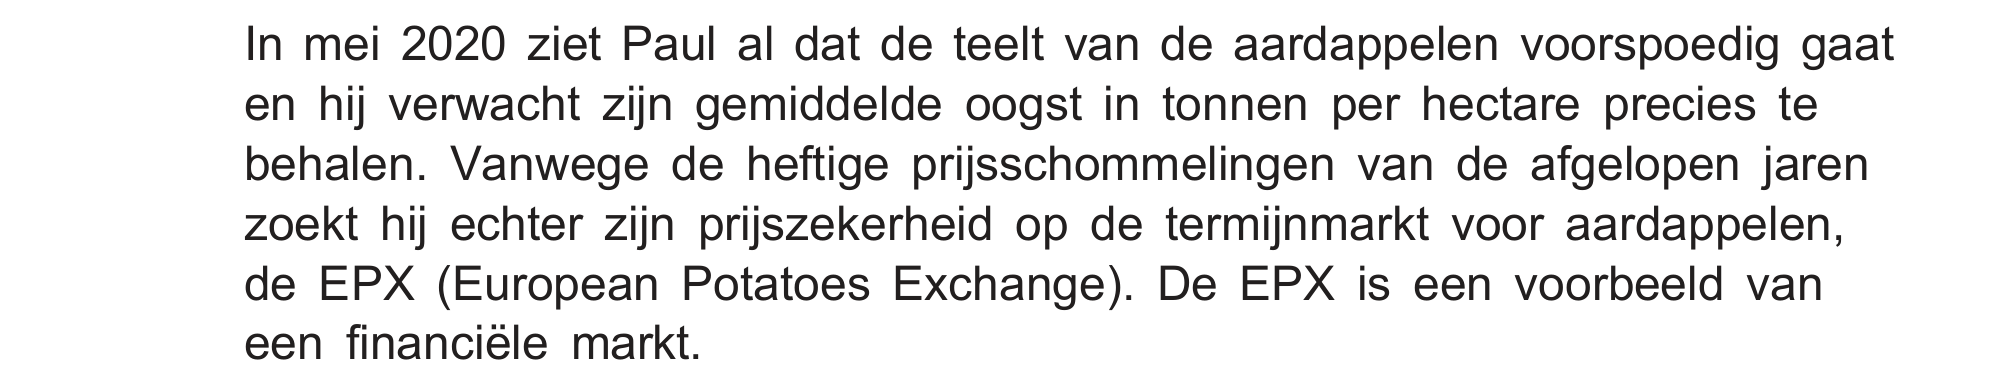 In mei 2020 ziet Paul al dat de teelt van de aardappelen voorspoedig gaat
en hij verwacht zijn gemiddelde oogst in tonnen per hectare precies te
behalen. Vanwege de heftige prijsschommelingen van de afgelopen jaren
zoekt hij echter zijn prijszekerheid op de termijnmarkt voor aardappelen,
de EPX (European Potatoes Exchange). De EPX is een voorbeeld van
een financiële markt.